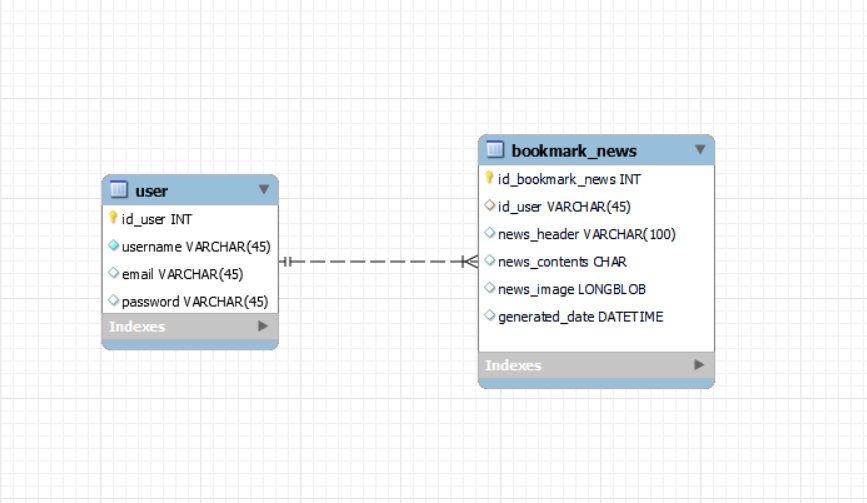 user
id_user INT
username VARCHAR(45)
email VARCHAR(45)
password VARCHAR(45)
Indexes
bookmark_news
id_bookmark_news INT
id_user VARCHAR(45)
news_header VARCHAR(100)
news_contents CHAR
news_image LONGBLOB
generated_date DATETIME
Indexes